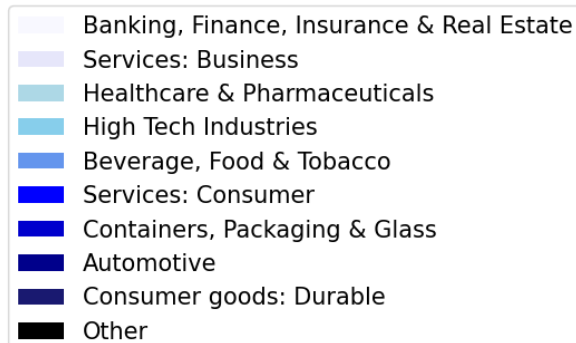 Banking, Finance, Insurance & Real Estate
Services: Business
Healthcare & Pharmaceuticals
High Tech Industries
Beverage, Food & Tobacco
Services: Consumer
Containers, Packaging & Glass
Automotive
Consumer goods: Durable
Other